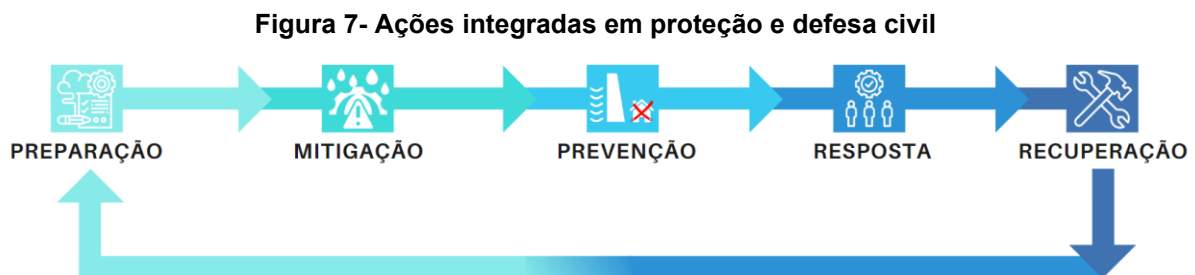 Figura 7- Ações integradas em proteção e defesa civil
PREPARAÇÃO
MITIGAÇÃO
PREVENÇÃO
RESPOSTA
RECUPERAÇÃO